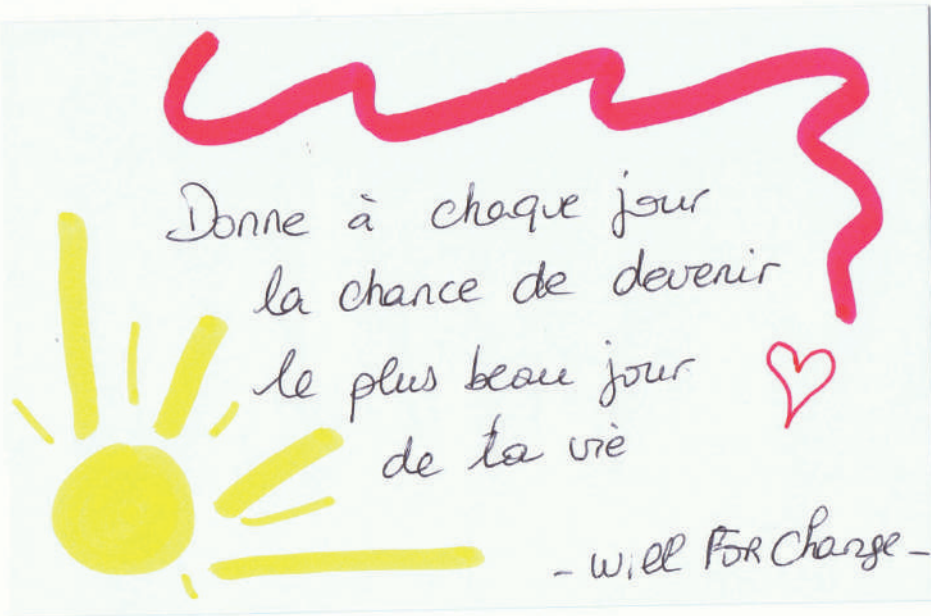 Donne à chaque jour
la chance de devenir
le plus beau jour
de ta vie
- Will FOR Change -